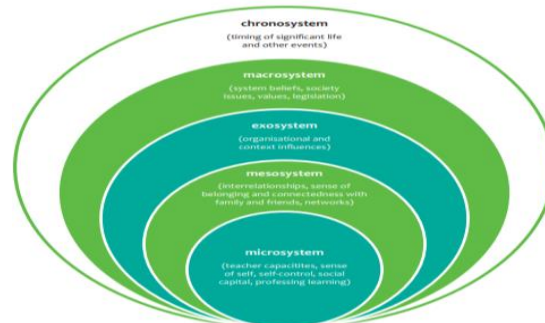 chronosystem
(timing of significant life
and other events)
macrosystem
(system beliefs, society
issues, values, legislation)
exosystem
(organisational and
context influences)
mesosystem
(interrelationships, sense of
belonging and connectedness with
family and friends, networks)
microsystem
(teacher capacitites, sense
of self, self-control, social
capital, professing learning)